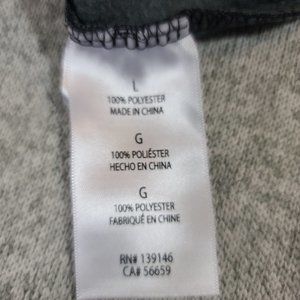 L
100% POLYESTER
MADE IN CHINA
G
100% POLIÉSTER
HECHO EN CHINA
G
100% POLYESTER
FABRIQUÉ EN CHINE
RN# 139146
CA# 56659